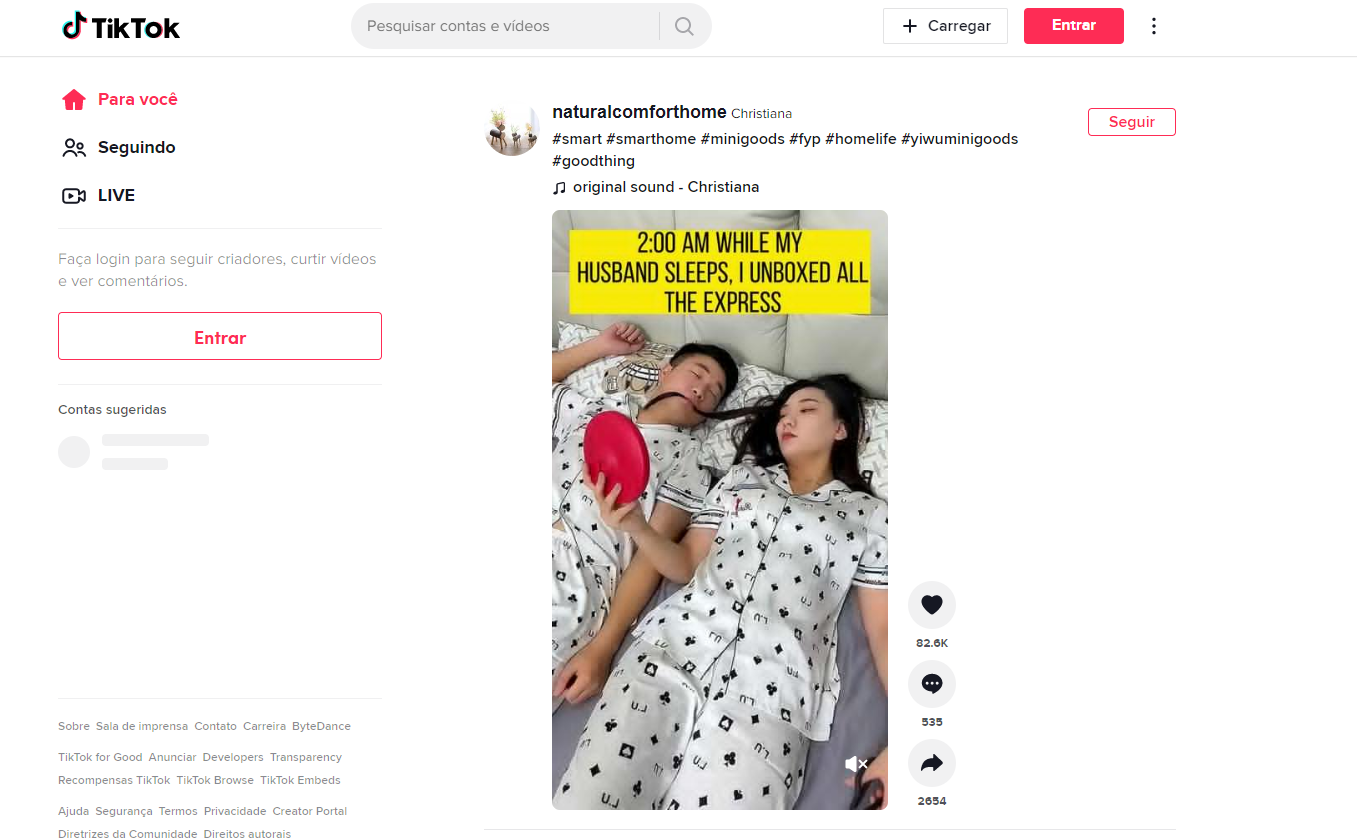 TikTok
Pesquisar contas e vídeos
Carregar
Entrar
Para você
Seguindo
LIVE
Faça login para seguir criadores, curtir vídeos
e ver comentários.
Entrar
Contas sugeridas
Sobre Sala de imprensa Contato Carreira ByteDance
TikTok for Good Anunciar Developers Transparency
Recompensas TikTok TikTok Browse TikTok Embeds
Ajuda Segurança Termos Privacidade Creator Portal
Diretrizes da Comunidade Direitos autorais
naturalcomforthome Christiana
Seguir
#smart #smarthome #minigoods #fyp #homelife #yiwuminigoods
#goodthing
original sound - Christiana
2:00 AM WHILE MY
HUSBAND SLEEPS, I UNBOXED ALL
THE EXPRESS
82.6K
535
2654